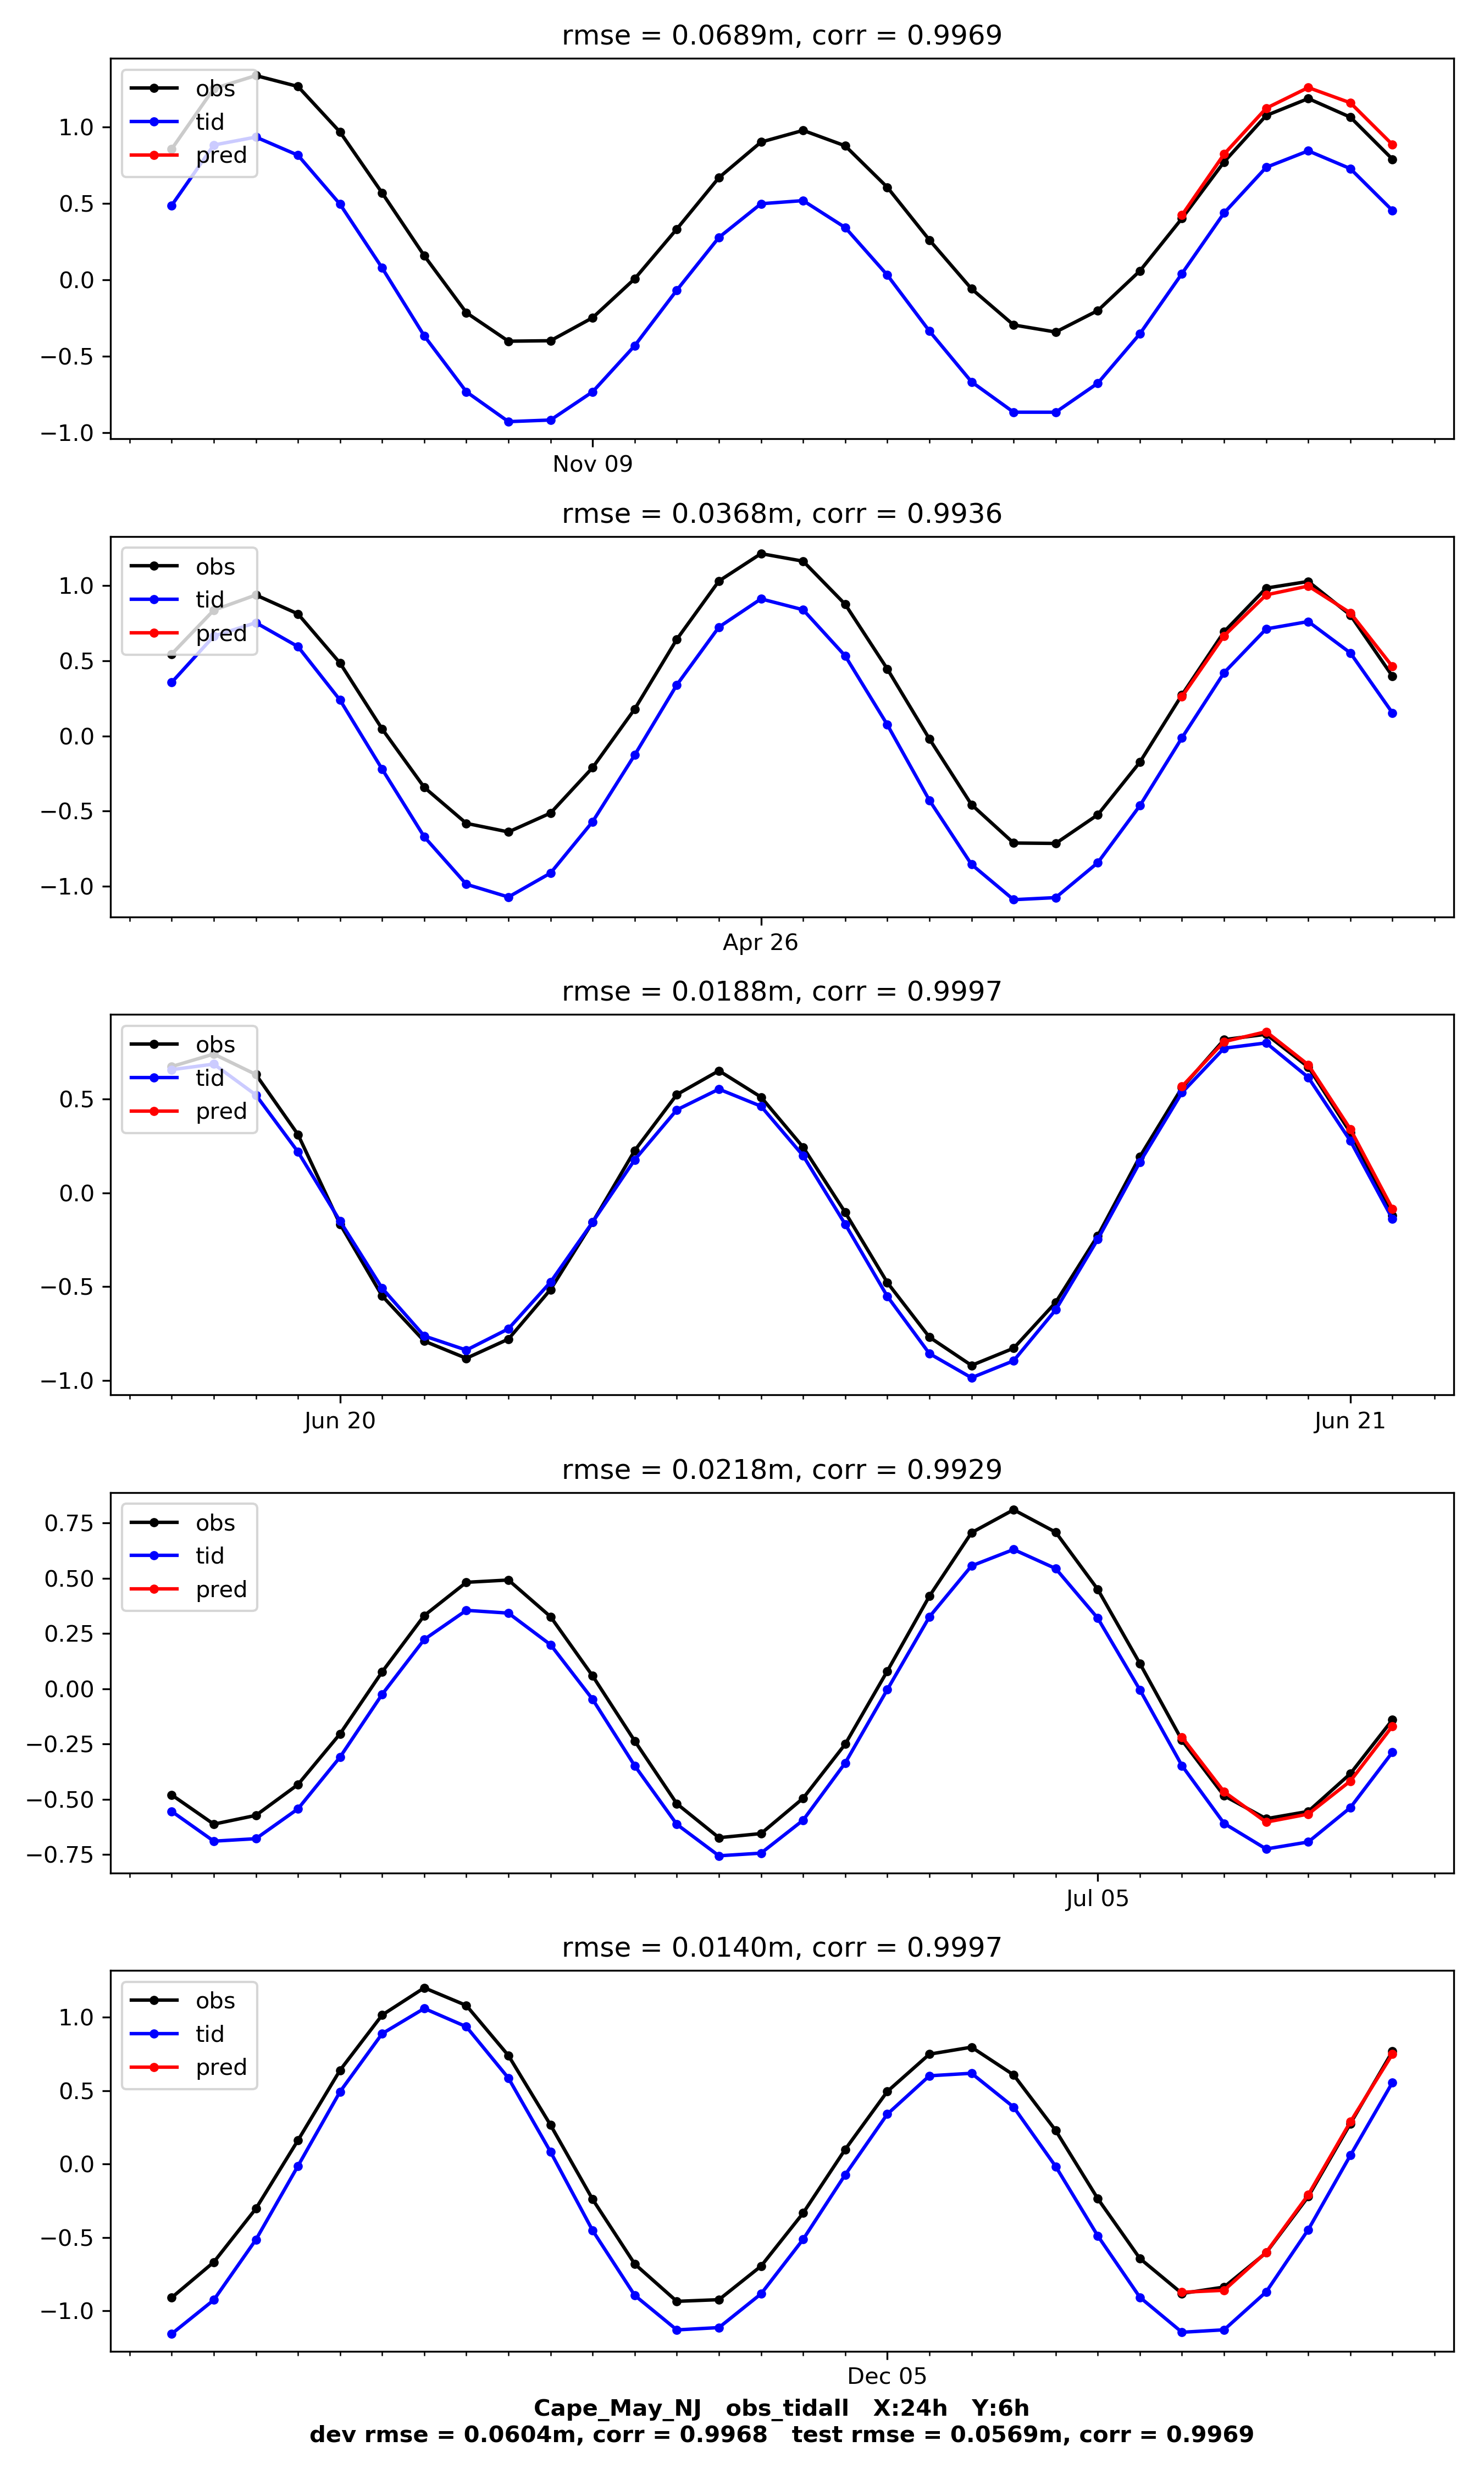 rmse = 0.0689m, corr = 0.9969
obs
tid
pred
1.0
0.5
0.0
−0.5
−1.0
Nov 09
rmse = 0.0368m, corr = 0.9936
obs
tid
pred
1.0
0.5
0.0
−0.5
−1.0
Apr 26
rmse = 0.0188m, corr = 0.9997
obs
tid
pred
0.5
0.0
−0.5
−1.0
Jun 20
Jun 21
rmse = 0.0218m, corr = 0.9929
obs
tid
pred
0.75
0.50
0.25
0.00
−0.25
−0.50
−0.75
Jul 05
rmse = 0.0140m, corr = 0.9997
obs
tid
pred
1.0
0.5
0.0
−0.5
−1.0
Dec 05
Cape_May_NJ obs_tidall X:24h Y:6h
dev rmse = 0.0604m, corr = 0.9968 test rmse = 0.0569m, corr = 0.9969